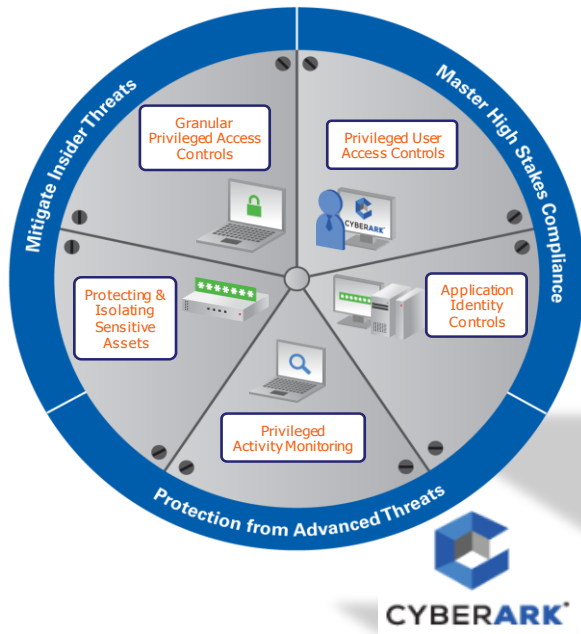 Mitigate Insider Threats
Master High Stakes Compliance
Granular
Privileged Access
Controls
Privileged User
Access Controls
CYBERARK
Protecting &
Isolating
Sensitive
Assets
*******
Application
Identity
Controls
Privileged
Activity Monitoring
Protection from Advanced Threats
CYBERARK